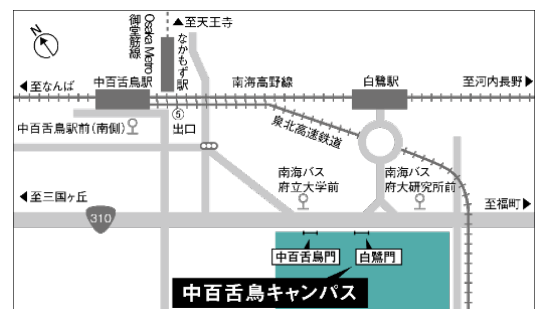 ▲至天王寺
Osaka Metro
御堂筋線
なかもず駅
◀至なんば
中百舌鳥駅
南海高野線
白鷺駅
至河内長野▶
⑤
出口
中百舌鳥駅前(南側)
泉北高速鉄道
南海バス
府立大学前
南海バス
府大研究所前
◀至三国ヶ丘
310
至福町▶
中百舌鳥門
白鷺門
中百舌鳥キャンパス